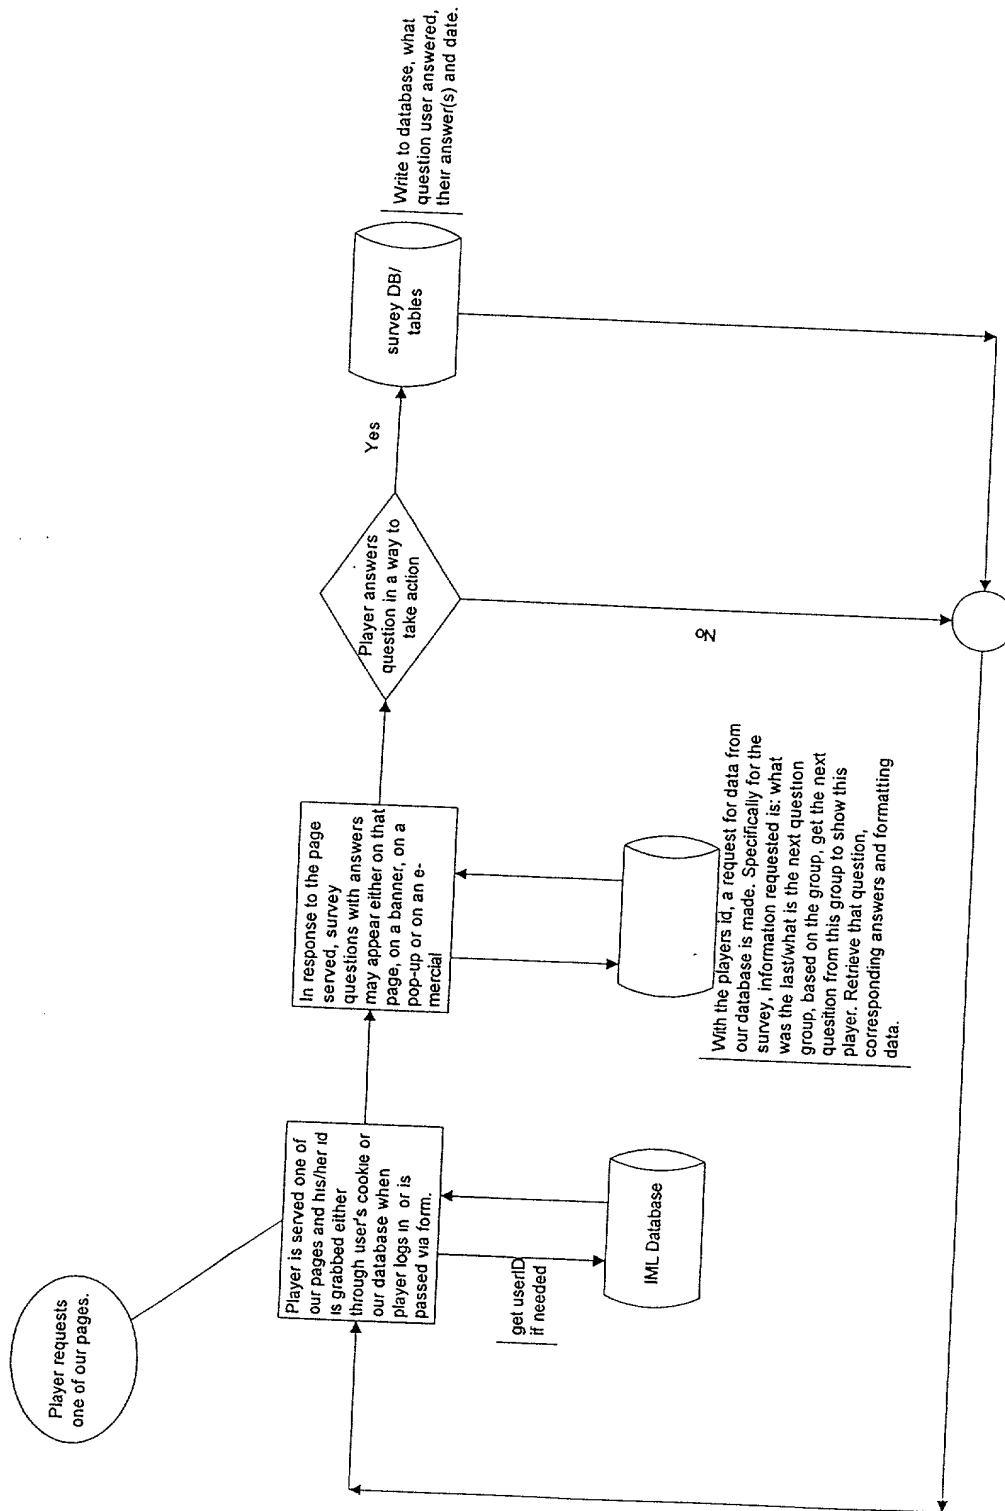 Player requests
one of our pages.
Player is served one of
our pages and his/her id
is grabbed either
through user's cookie or
our database when
player logs in or is
passed via form.
get userID
if needed
IML Database
In response to the page
served, survey
questions with answers
may appear either on that
page, on a banner, on a
pop-up or on an e-
mercial
With the players id, a request for data from
our database is made. Specifically for the
survey, information requested is: what
was the last/what is the next question
group, based on the group, get the next
quesition from this group to show this
player. Retrieve that question,
corresponding answers and formatting
data.
Player answers
question in a way to
take action
Yes
No
survey DB/
tables
Write to database, what
question user answered,
their answer(s) and date.